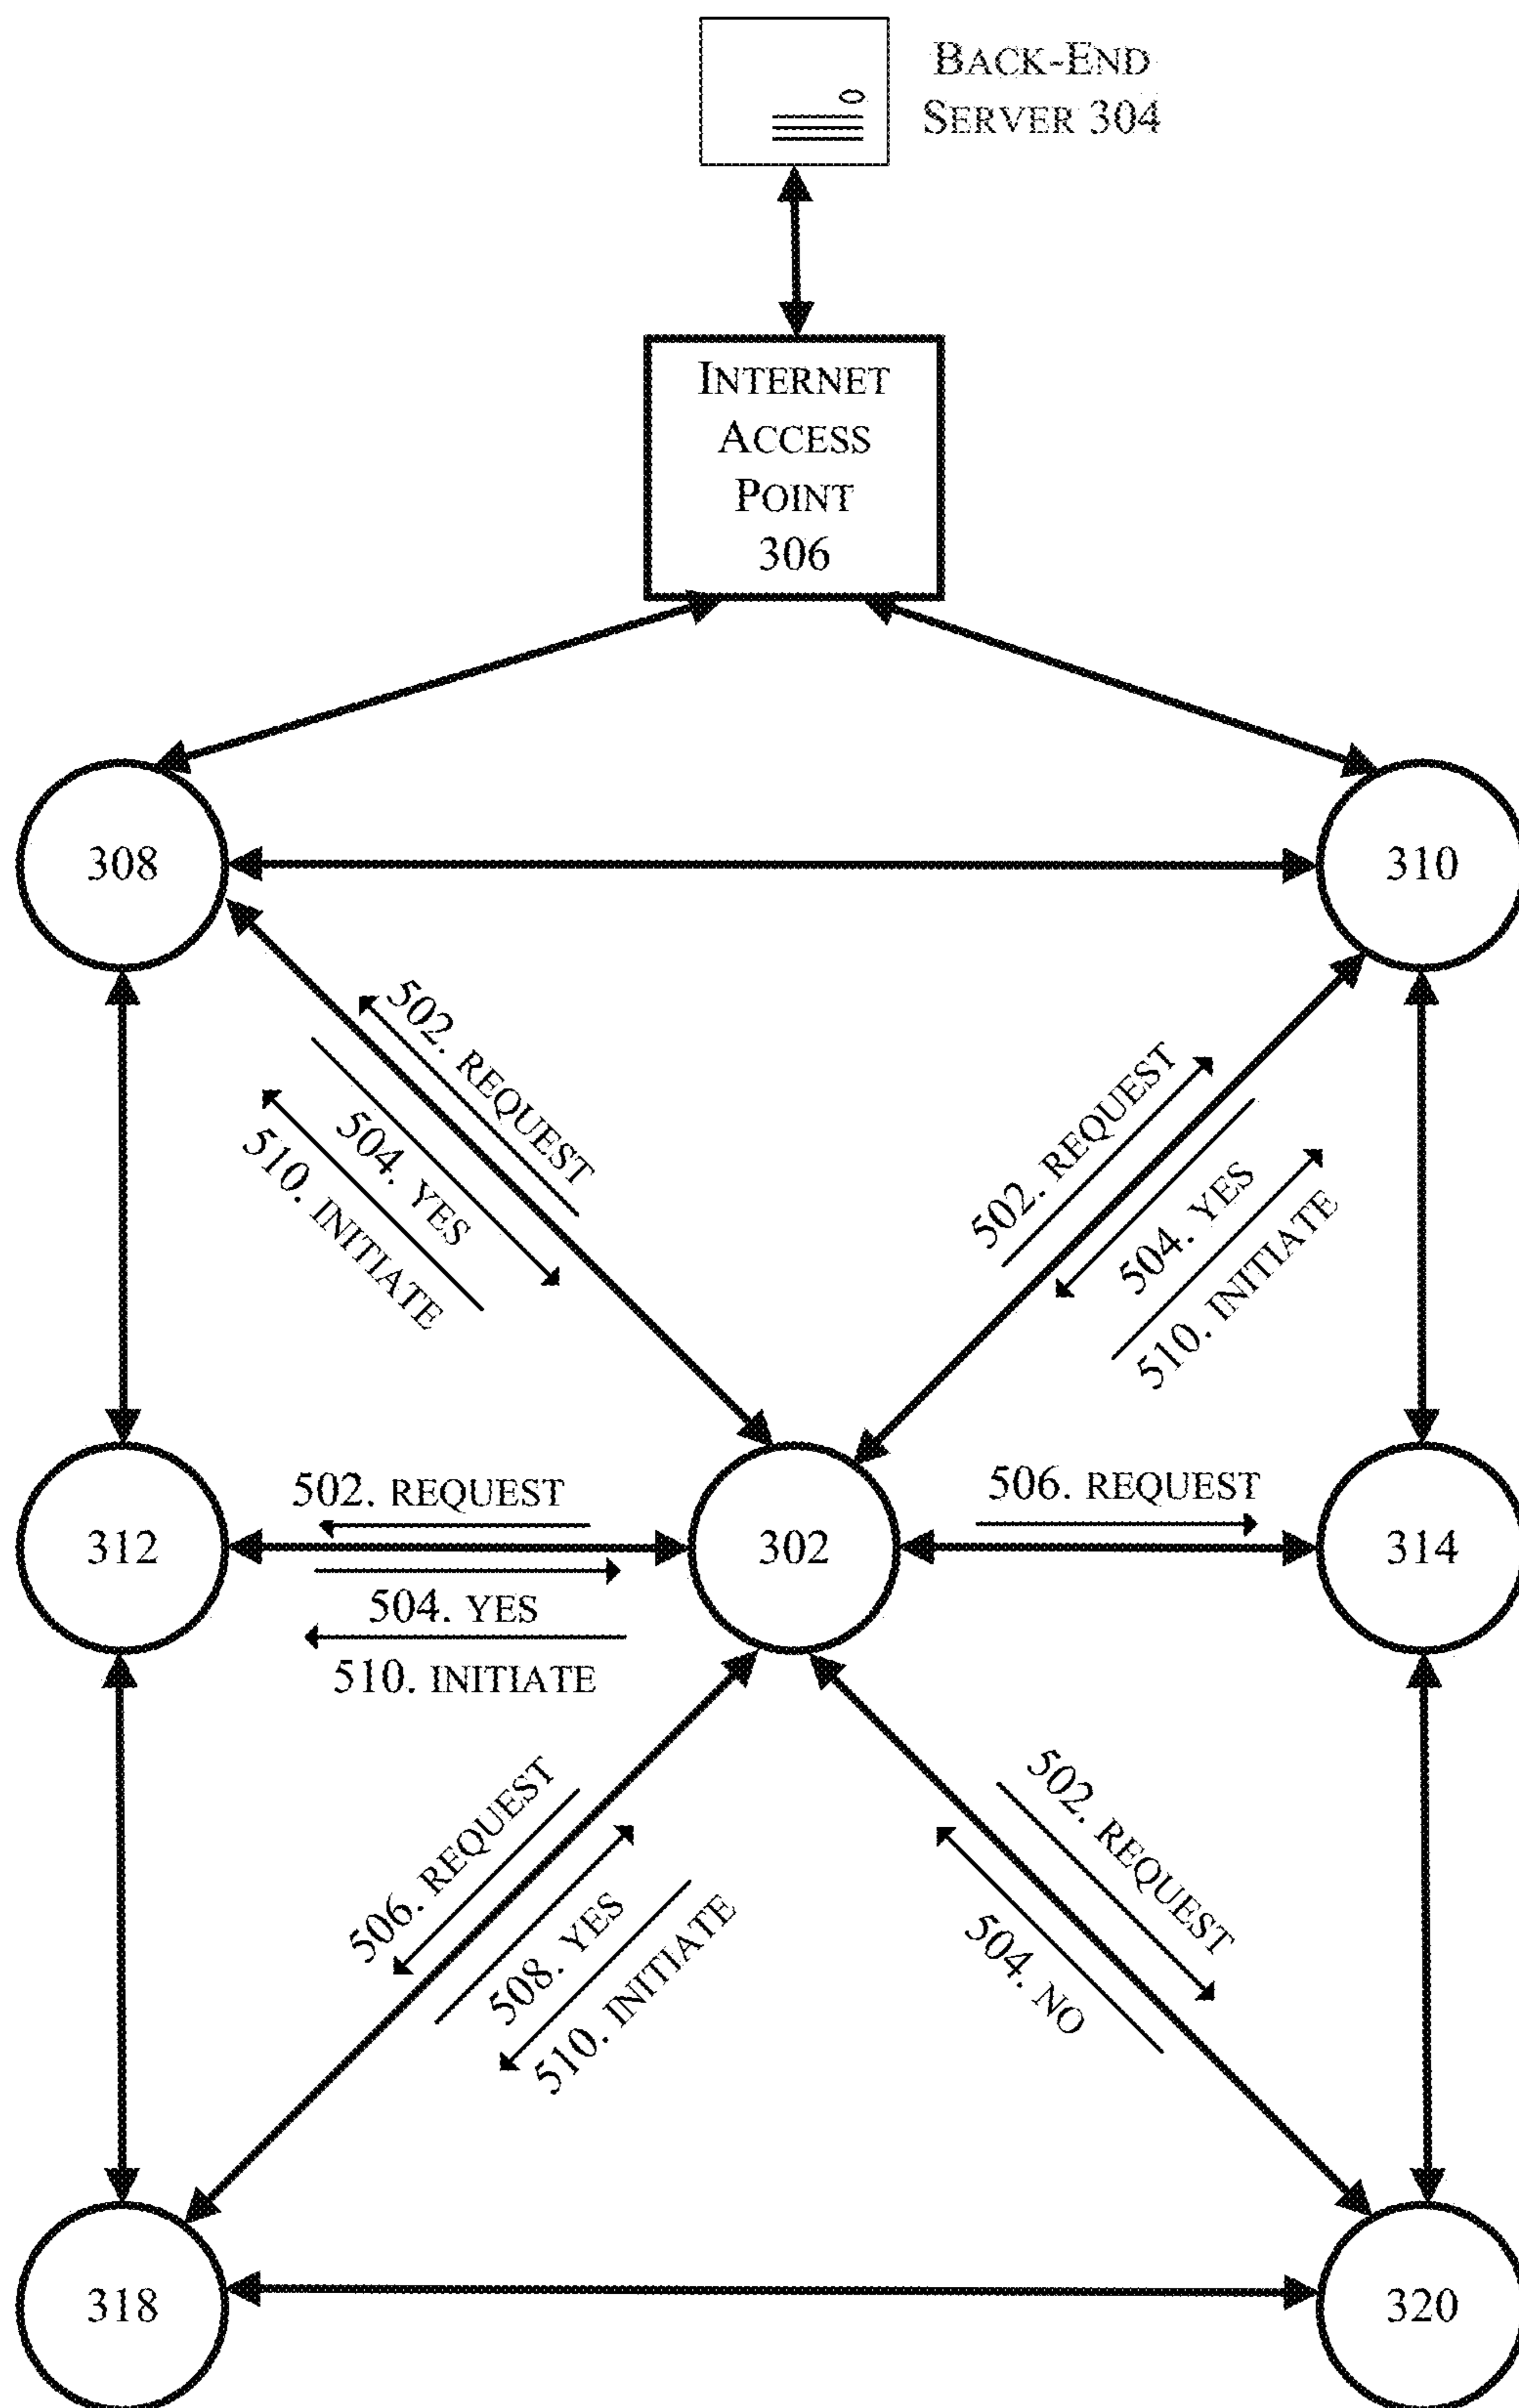 BACK-END
SERVER 304
INTERNET
ACCESS
POINT
306
308
310
502. REQUEST
504. YES
510. INITIATE
502. REQUEST
504. YES
510. INITIATE
312
502. REQUEST
504. YES
510. INITIATE
302
506. REQUEST
314
506. REQUEST
508. YES
510. INITIATE
502. REQUEST
504. NO
318
320